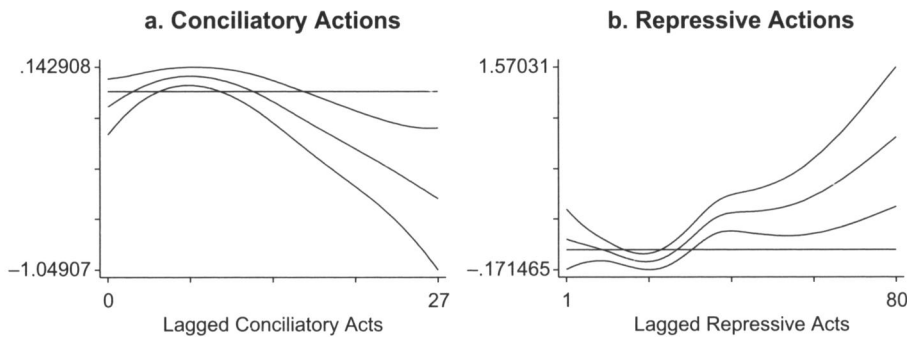 a. Conciliatory Actions
.142908
–1.04907
0
27
Lagged Conciliatory Acts
b. Repressive Actions
1.57031
–.171465
1
80
Lagged Repressive Acts